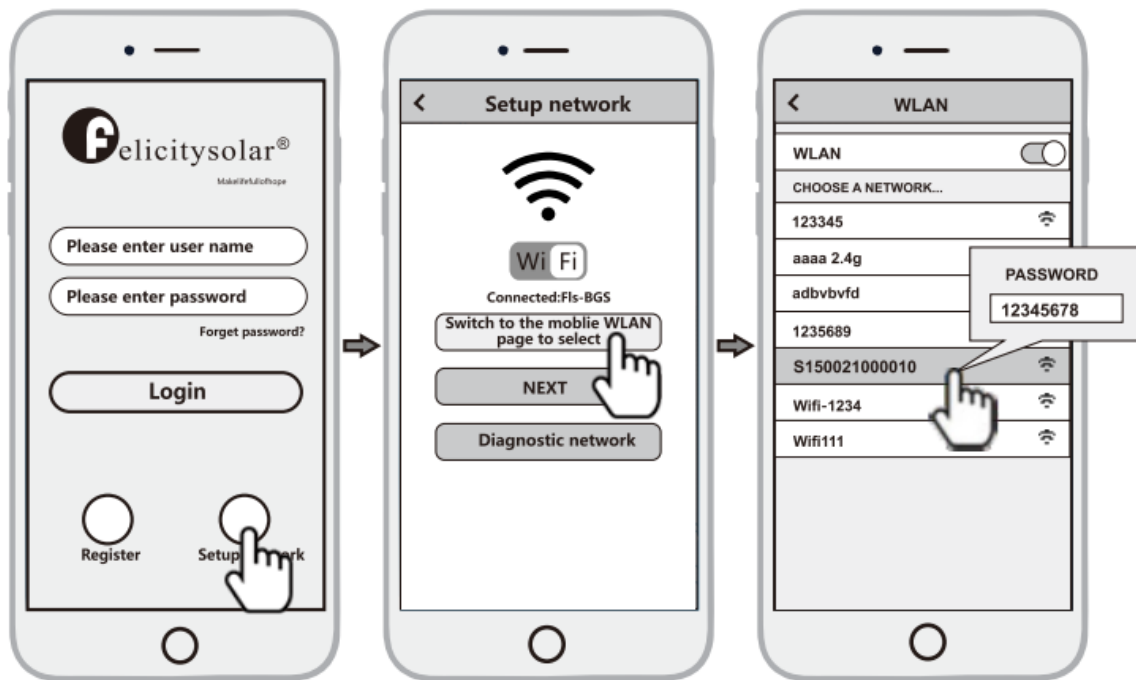 felicitysolar®
Makelifefullofhope
Please enter user name
Please enter password
Forget password?
Login
Register
Setup rk
Setup network
Wi Fi
Connected:Fls-BGS
Switch to the moblie WLAN
page to select
NEXT
Diagnostic network
WLAN
WLAN
CHOOSE A NETWORK...
123345
aaaa 2.4g
adbvbvfd
1235689
S150021000010
Wifi-1234
Wifi111
PASSWORD
12345678